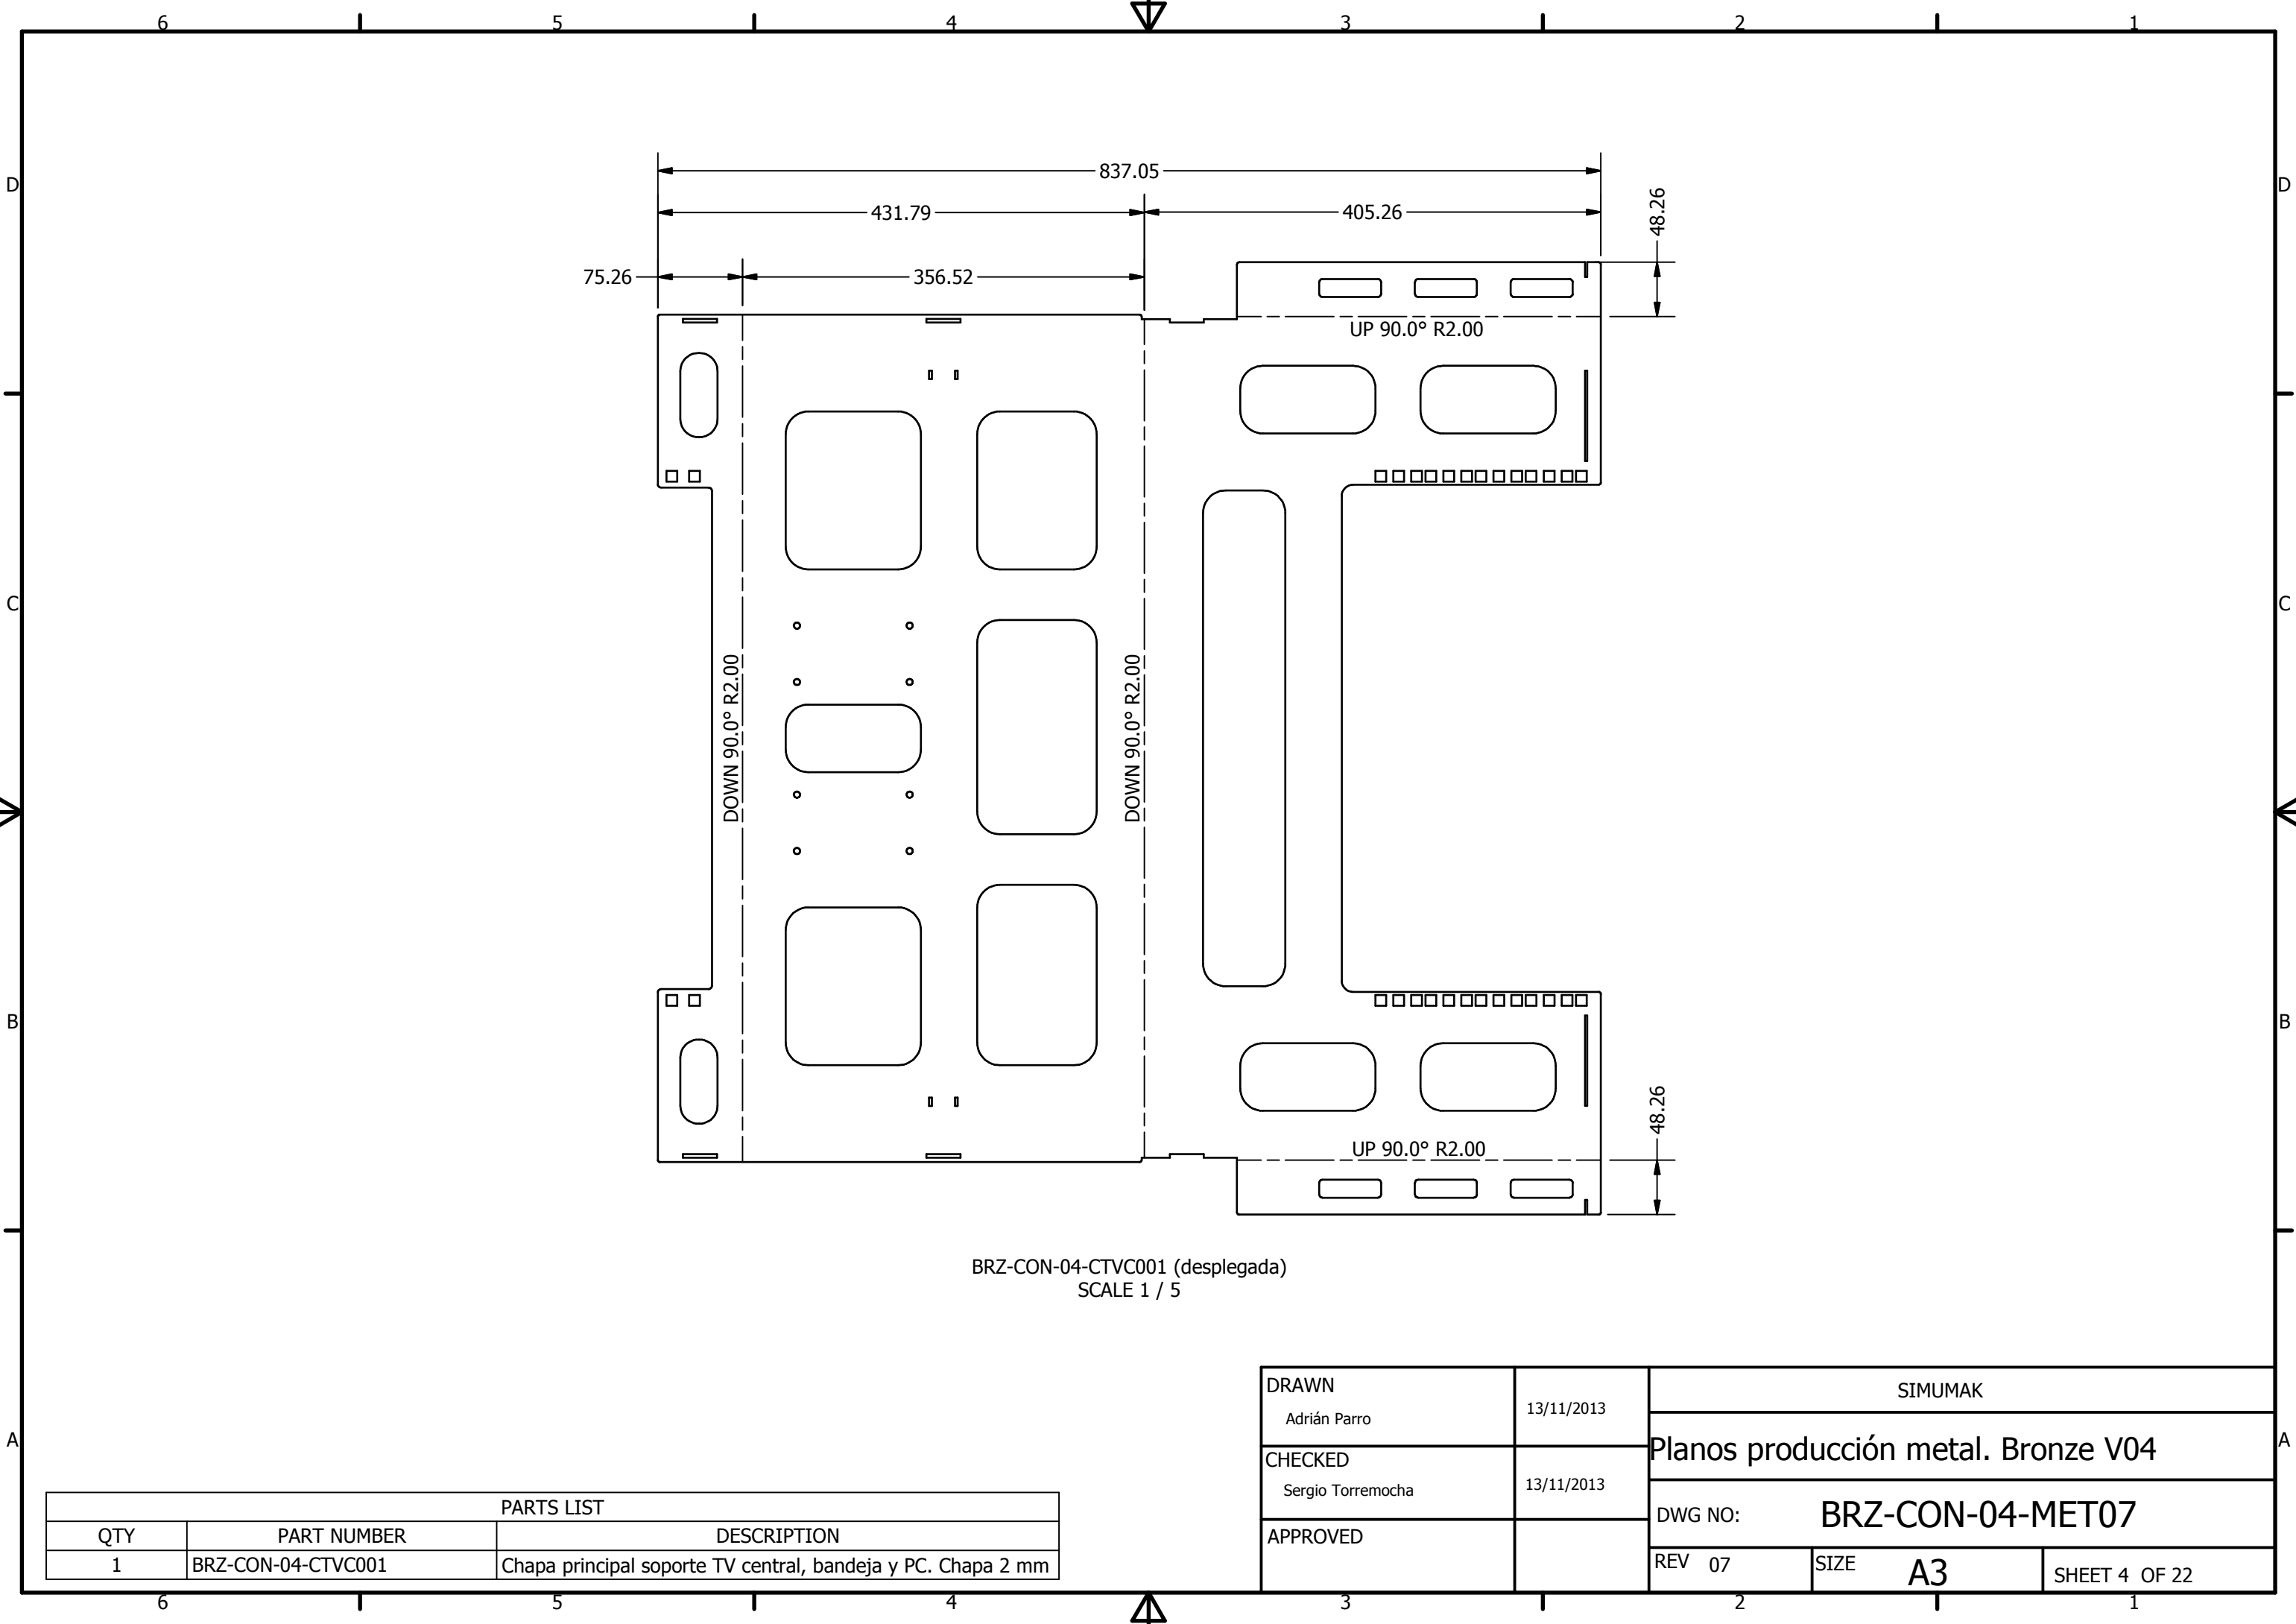 6 5 4 3 2 1
D D
837.05
431.79 405.26
48.26
75.26 356.52
UP 90.0° R2.00
C C
DOWN 90.0° R2.00
DOWN 90.0° R2.00
B B
48.26
UP 90.0° R2.00
BRZ-CON-04-CTVC001 (desplegada)
SCALE 1 / 5
A A
DRAWN
Adrián Parro
13/11/2013
CHECKED
Sergio Torremocha
13/11/2013
APPROVED
SIMUMAK
Planos producción metal. Bronze V04
DWG NO: BRZ-CON-04-MET07
REV 07 SIZE A3 SHEET 4 OF 22
PARTS LIST
QTY PART NUMBER DESCRIPTION
1 BRZ-CON-04-CTVC001 Chapa principal soporte TV central, bandeja y PC. Chapa 2 mm
6 5 4 3 2 1